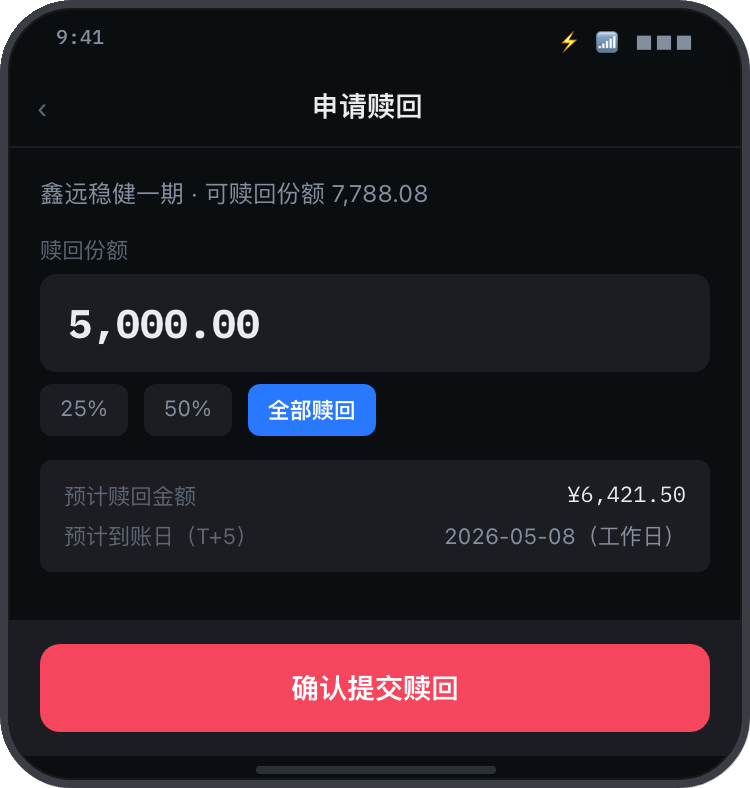 9:41
申请赎回
鑫远稳健一期 · 可赎回份额 7,788.08
赎回份额
5,000.00
25% 50% 全部赎回
预计赎回金额 ¥6,421.50
预计到账日（T+5） 2026-05-08（工作日）
确认提交赎回